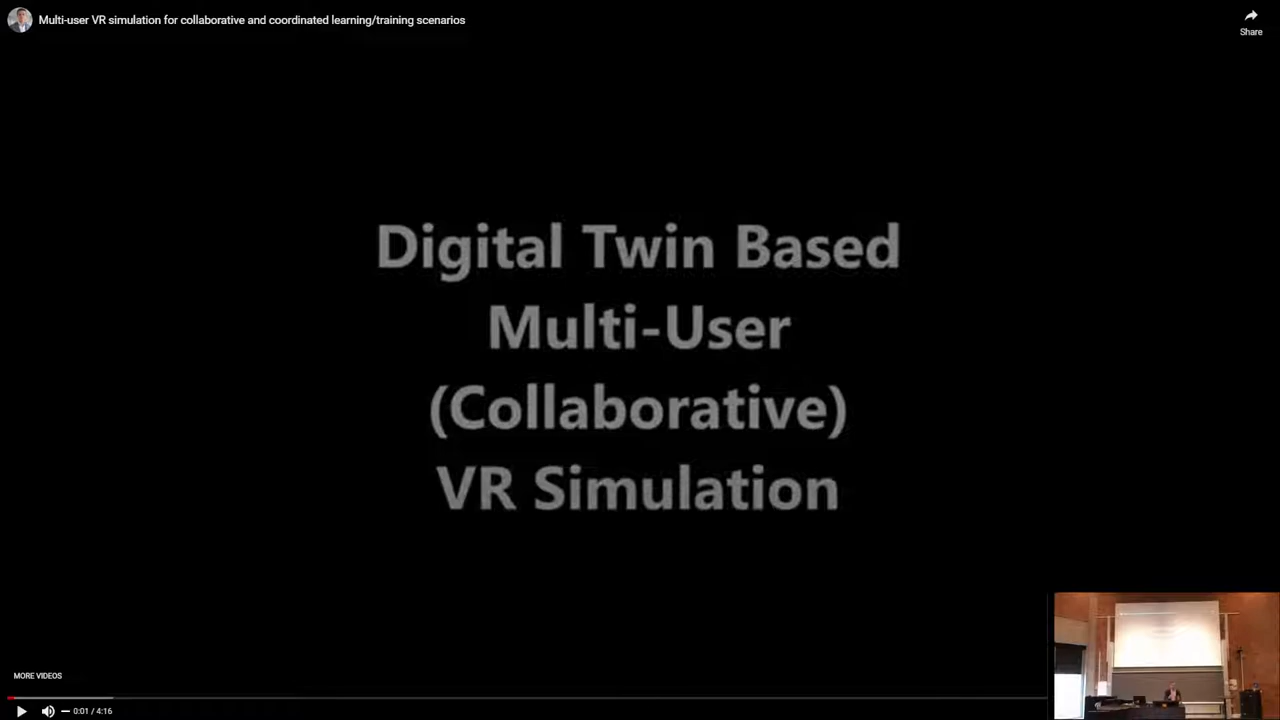 Multi-user VR simulation for collaborative and coordinated learning/training scenarios
Share
Digital Twin Based
Multi-User
(Collaborative)
VR Simulation
MORE VIDEOS
0:01 / 4:16